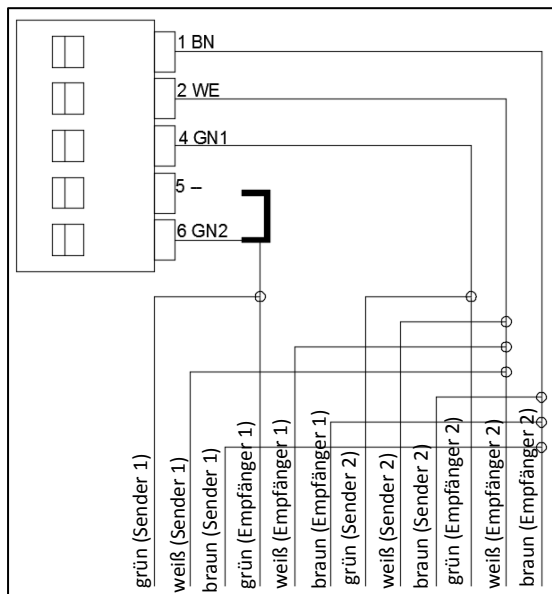 1 BN
2 WE
4 GN1
5 –
6 GN2
grün (Sender 1)
weiß (Sender 1)
braun (Sender 1)
grün (Empfänger 1)
weiß (Empfänger 1)
braun (Empfänger 1)
grün (Sender 2)
weiß (Sender 2)
braun (Sender 2)
grün (Empfänger 2)
weiß (Empfänger 2)
braun (Empfänger 2)